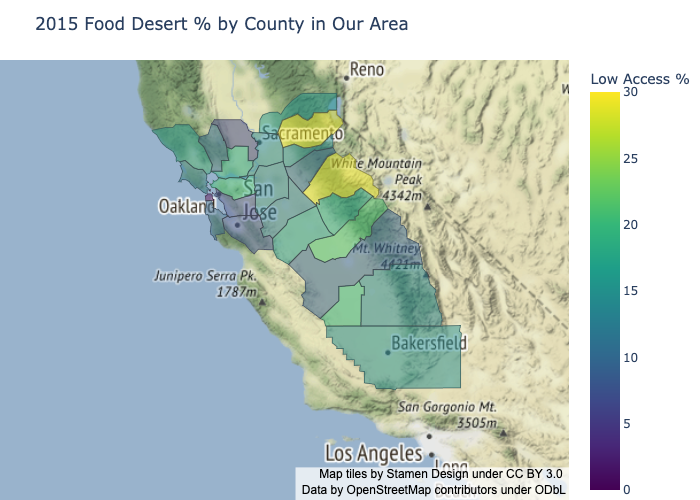 2015 Food Desert % by County in Our Area
Low Access %
Reno
W
30
Sacramento
25
White Mountain
Peak
4342m
San
Jose
Oakland
20
Mt. Whitney
4421m
Junipero Serra Pk.
1787m
15
10
Bakersfield
San Gorgonio Mt.
3505m
5
Los Angeles
Long
Map tiles by Stamen Design under CC BY 3.0
Data by OpenStreetMap contributors under ODbL
0